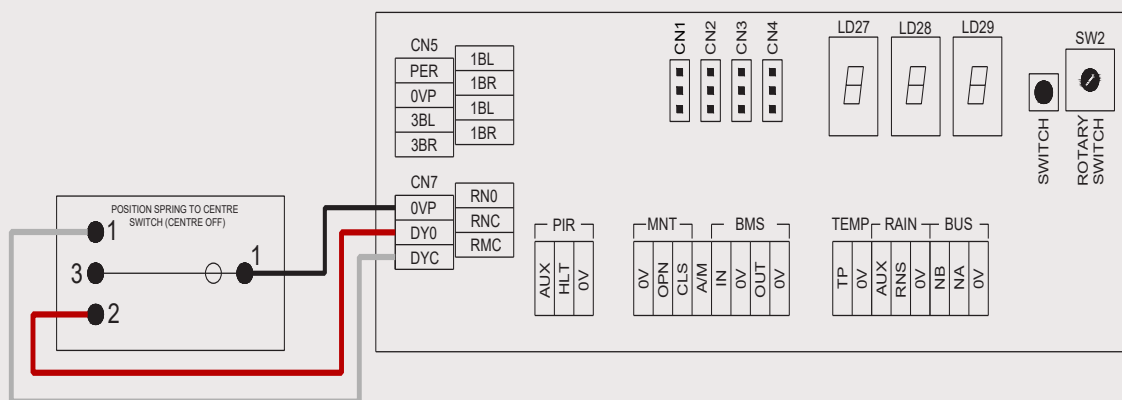 CN5
PER
0VP
3BL
3BR
1BL
1BR
1BL
1BR
CN1
CN2
CN3
CN4
LD27
LD28
LD29
SW2
SWITCH
ROTARY
SWITCH
CN7
0VP
DY0
DYC
RN0
RNC
RMC
POSITION SPRING TO CENTRE
SWITCH (CENTRE OFF)
1
3
1
2
PIR
AUX
HLT
0V
MNT
BMS
0V
OPN
CLS
A/M
IN
0V
OUT
0V
TEMP
RAIN
BUS
TP
0V
AUX
RNS
0V
NB
NA
0V